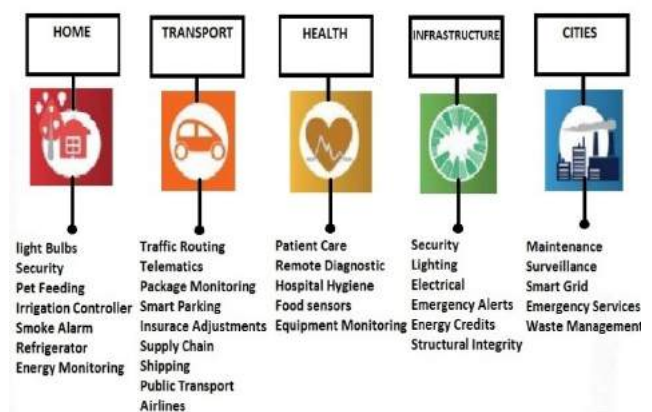 HOME
TRANSPORT
HEALTH
INFRASTRUCTURE
CITIES
light Bulbs
Security
Pet Feeding
Irrigation Controller
Smoke Alarm
Refrigerator
Energy Monitoring
Traffic Routing
Telematics
Package Monitoring
Smart Parking
Insurace Adjustments
Supply Chain
Shipping
Public Transport
Airlines
Patient Care
Remote Diagnostic
Hospital Hygiene
Food sensors
Equipment Monitoring
Security
Lighting
Electrical
Emergency Alerts
Energy Credits
Structural Integrity
Maintenance
Surveillance
Smart Grid
Emergency Services
Waste Management